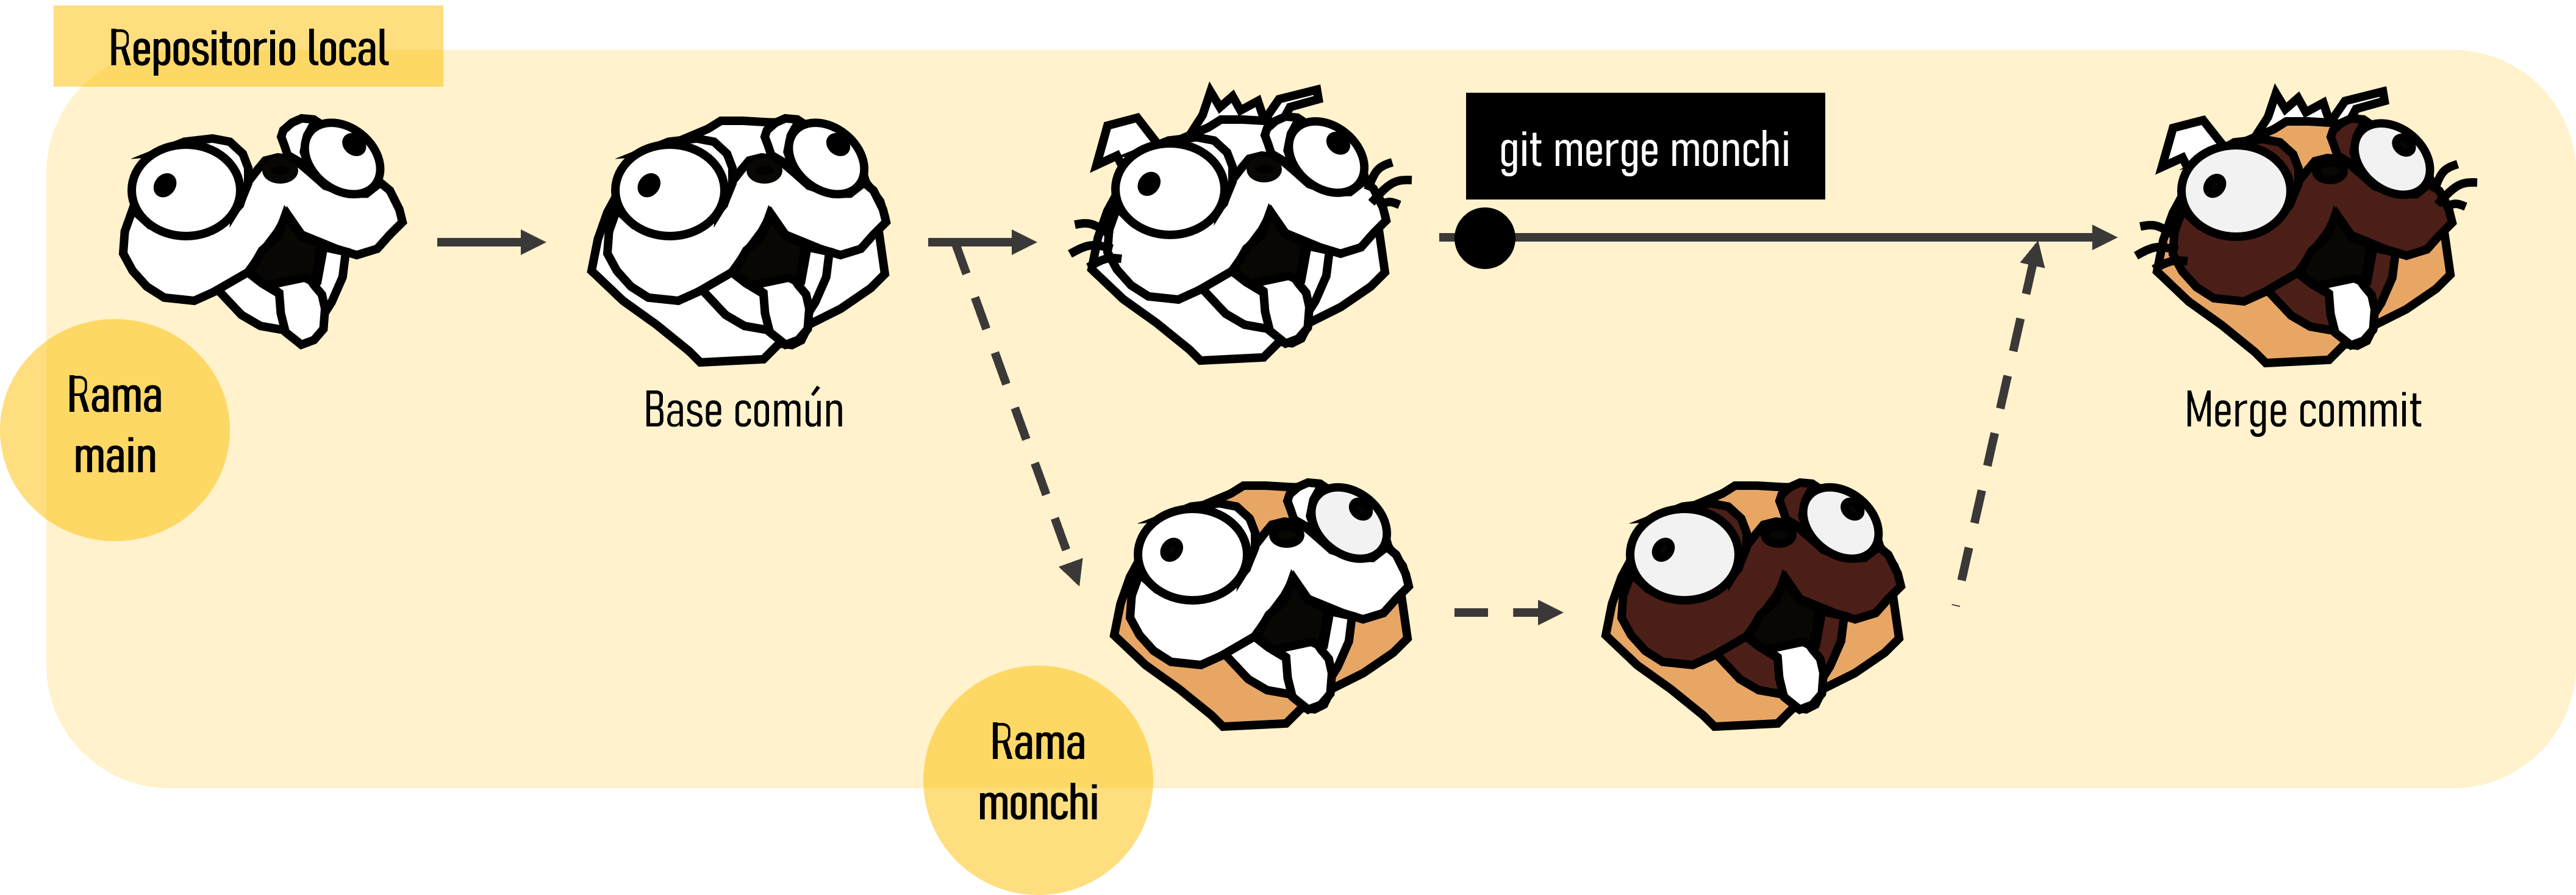 Repositorio local
git merge monchi
Rama
main
Base común
Merge commit
Rama
monchi